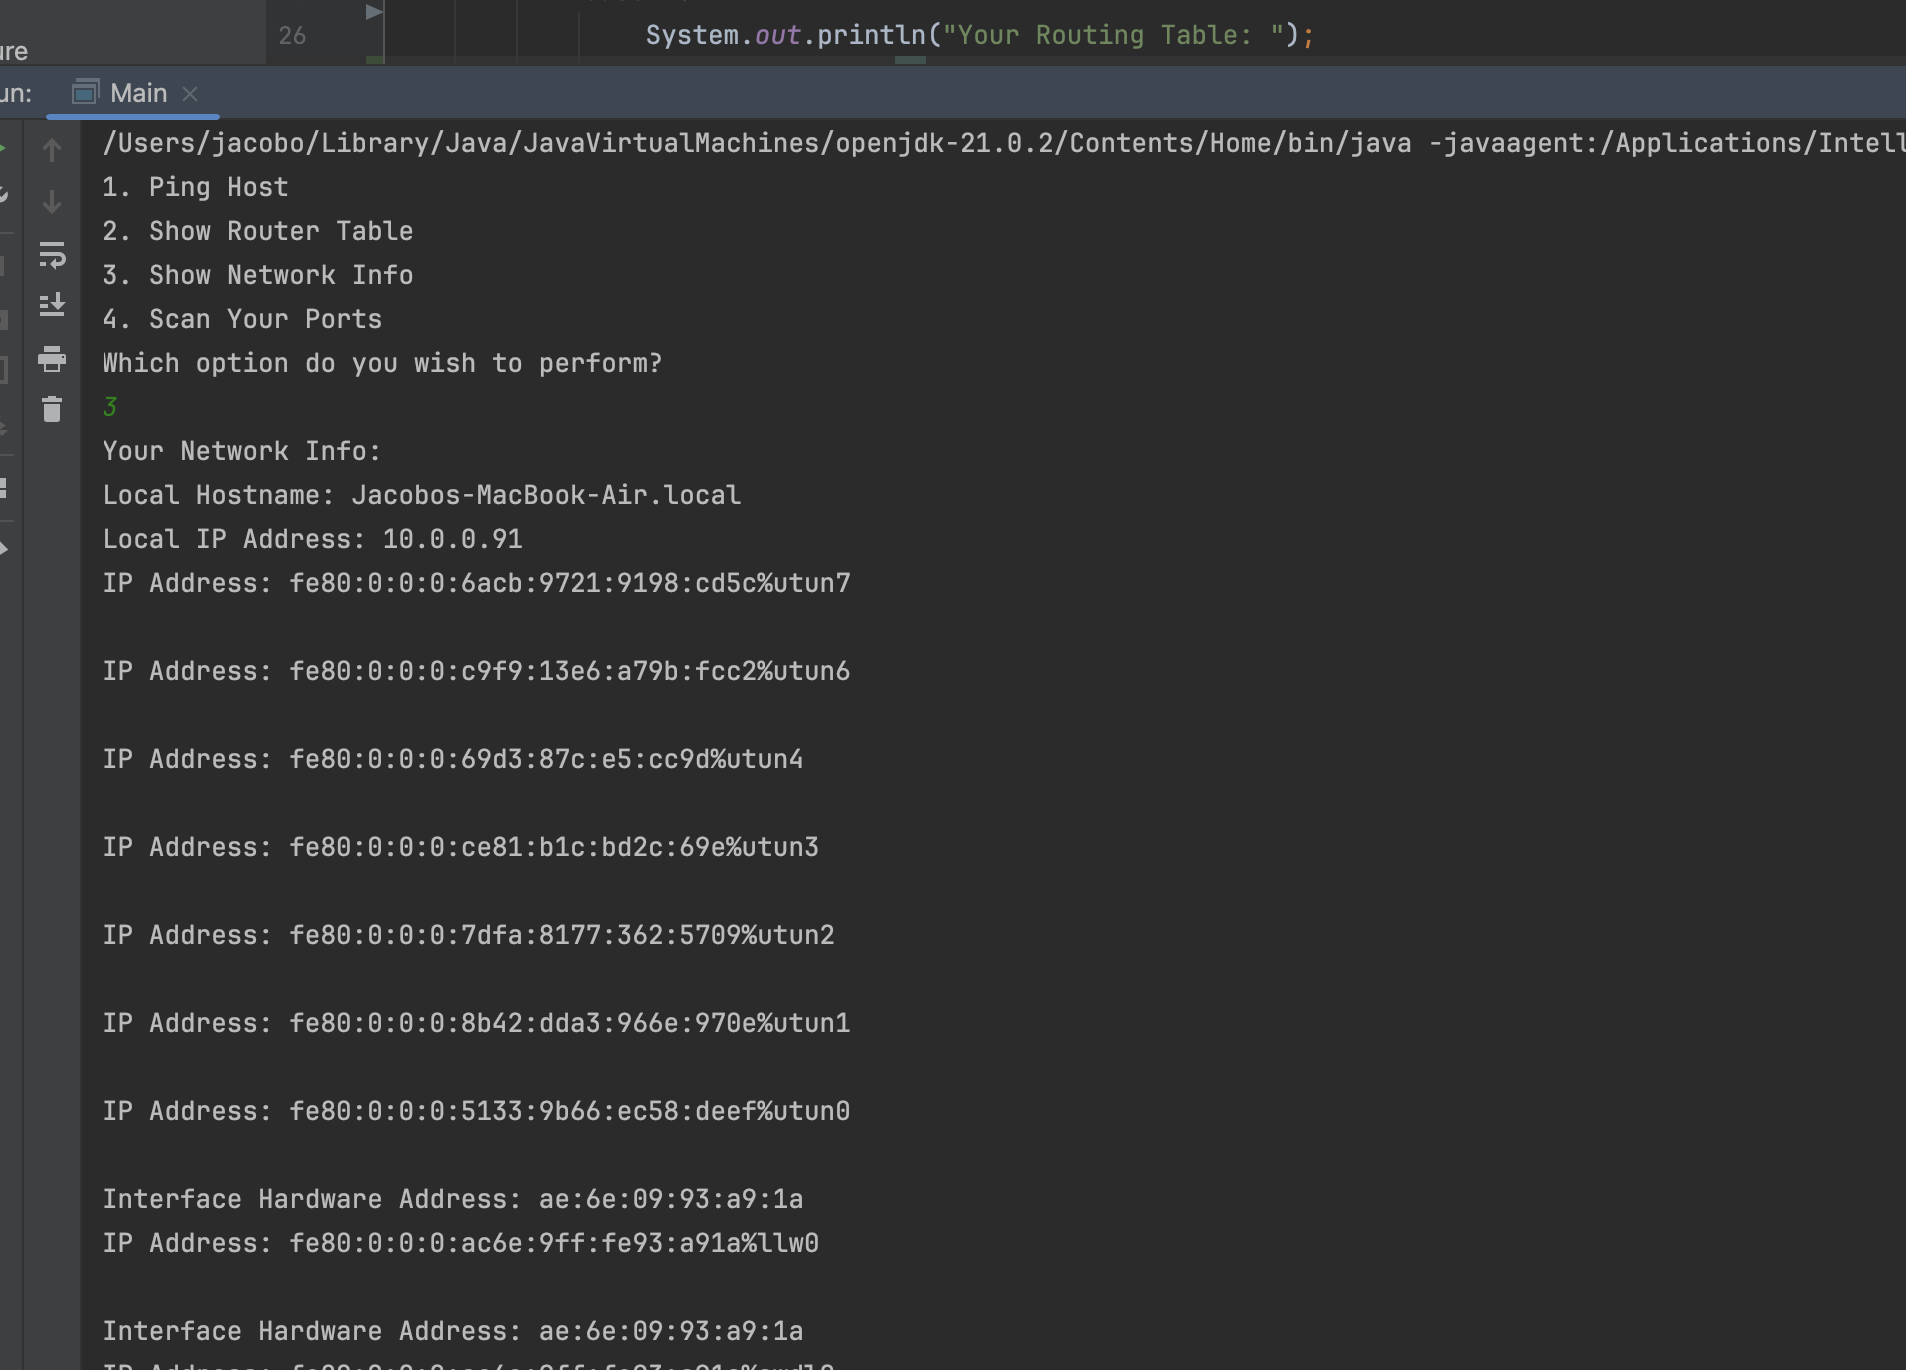 26 System.out.println("Your Routing Table: ");
ure
un: Main
/Users/jacobo/Library/Java/JavaVirtualMachines/openjdk-21.0.2/Contents/Home/bin/java -javaagent:/Applications/Intell
1. Ping Host
2. Show Router Table
3. Show Network Info
4. Scan Your Ports
Which option do you wish to perform?
3
Your Network Info:
Local Hostname: Jacobos-MacBook-Air.local
Local IP Address: 10.0.0.91
IP Address: fe80:0:0:0:6acb:9721:9198:cd5c%utun7
IP Address: fe80:0:0:0:c9f9:13e6:a79b:fcc2%utun6
IP Address: fe80:0:0:0:69d3:87c:e5:cc9d%utun4
IP Address: fe80:0:0:0:ce81:b1c:bd2c:69e%utun3
IP Address: fe80:0:0:0:7dfa:8177:362:5709%utun2
IP Address: fe80:0:0:0:8b42:dda3:966e:970e%utun1
IP Address: fe80:0:0:0:5133:9b66:ec58:deef%utun0
Interface Hardware Address: ae:6e:09:93:a9:1a
IP Address: fe80:0:0:0:ac6e:9ff:fe93:a91a%llw0
Interface Hardware Address: ae:6e:09:93:a9:1a